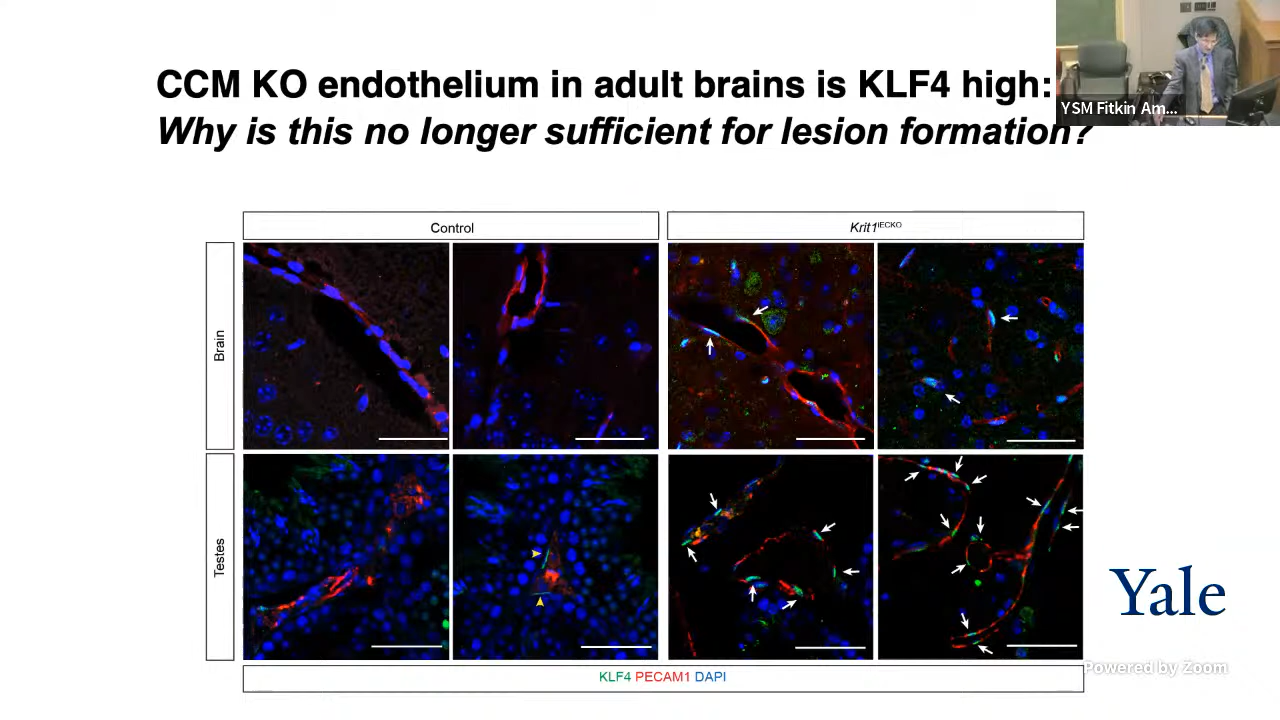 CCM KO endothelium in adult brains is KLF4 high:
Why is this no longer sufficient for lesion formation?
YSM Fitkin Am...
Control
Krit1iECKO
Brain
Testes
KLF4 PECAM1 DAPI
Yale
Powered by Zoom